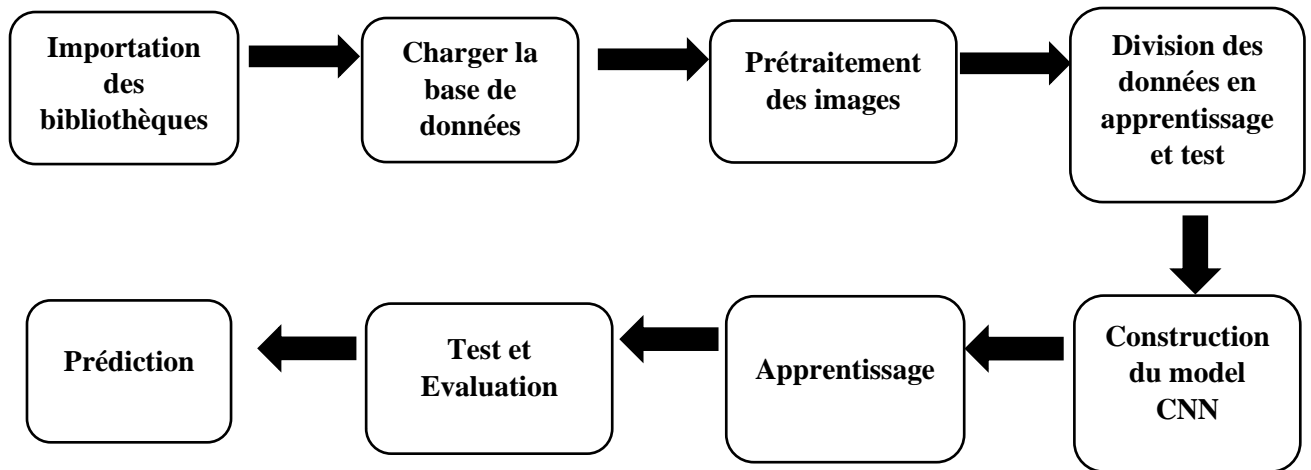 Importation
des
bibliothèques
Charger la
base de
données
Prétraitement
des images
Division des
données en
apprentissage
et test
Construction
du model
CNN
Apprentissage
Test et
Evaluation
Prédiction